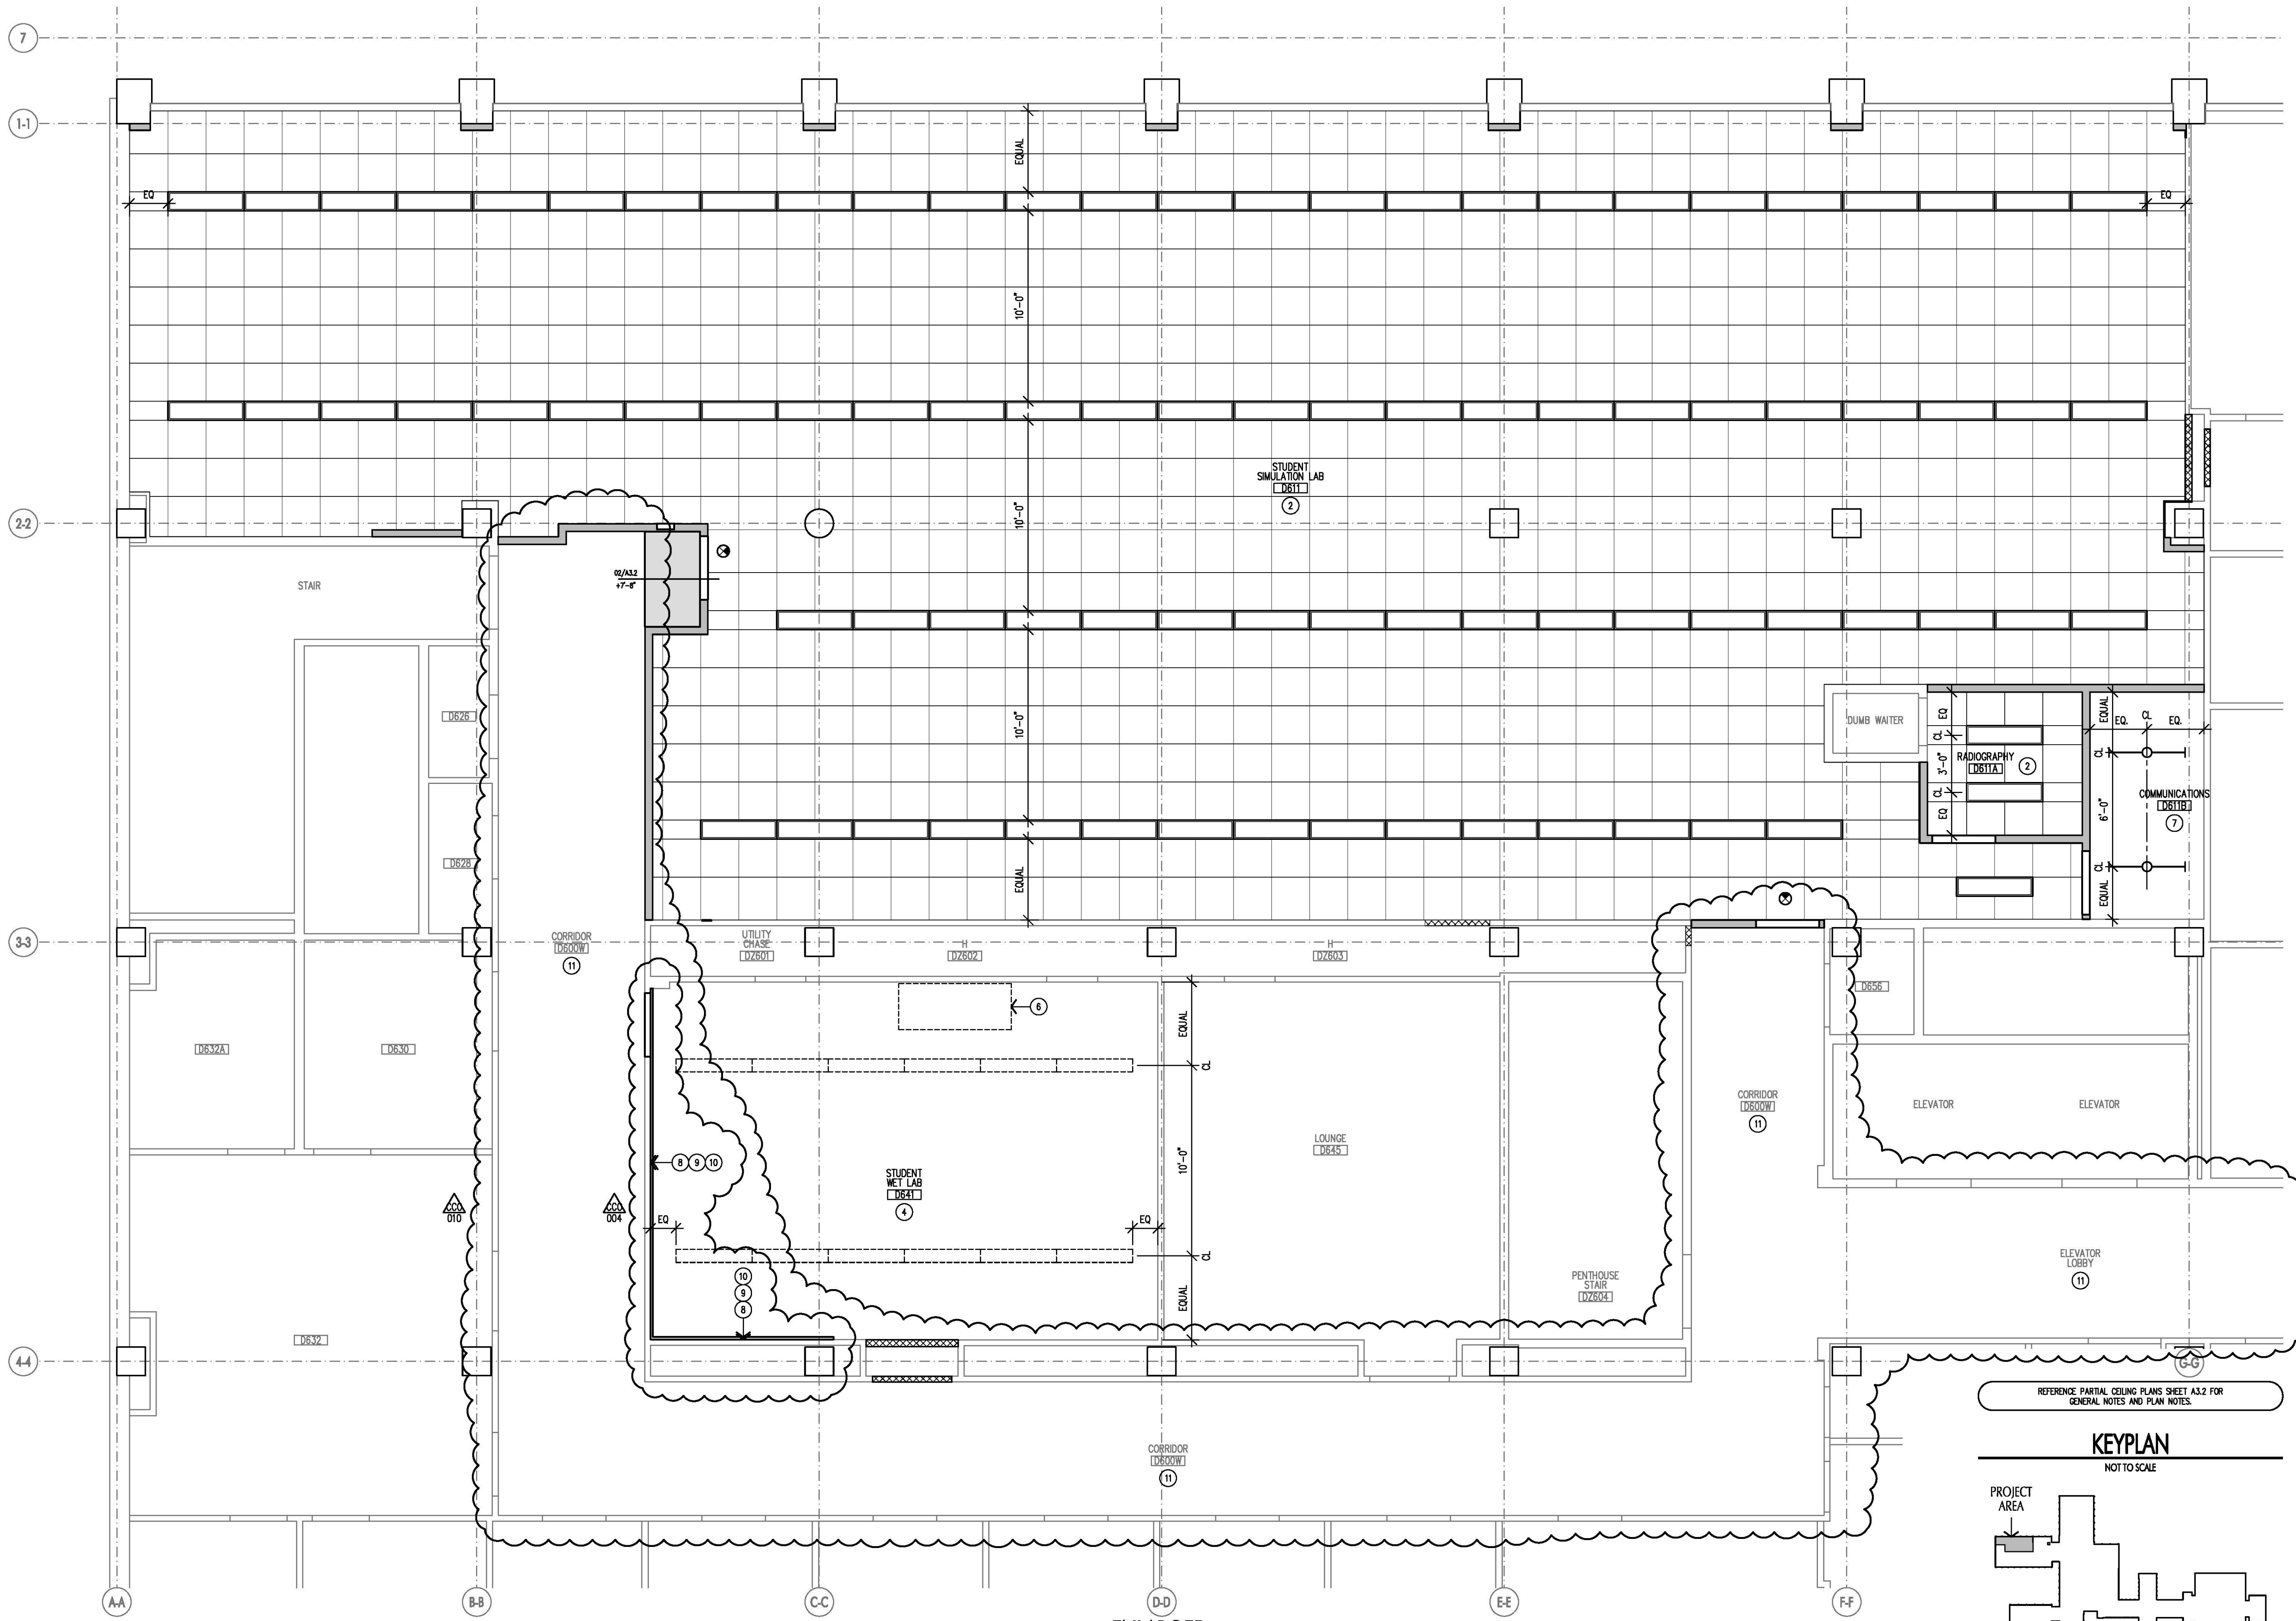 7
1-1
EQUAL
EQ
EQ
10'-0"
STUDENT
SIMULATION LAB
D611
2
2-2
10'-0"
02/A3.2
+7'-8"
STAIR
D626
10'-0"
DUMB WAITER
EQ
CL
3'-0"
CL
EQ
RADIOGRAPHY
D611A
2
EQUAL
EQ.
CL
EQ.
CL
6'-0"
CL
EQUAL
COMMUNICATIONS
D611B
7
D628
EQUAL
3-3
CORRIDOR
D600W
11
UTILITY
CHASE
DZ601
H
DZ602
H
DZ603
D656
6
EQUAL
CL
D632A
D630
CORRIDOR
D600W
11
ELEVATOR
ELEVATOR
LOUNGE
D645
8
9
10
10'-0"
STUDENT
WET LAB
D641
4
CCO
010
CCO
004
EQ
EQ
CL
ELEVATOR
LOBBY
11
10
9
8
EQUAL
PENTHOUSE
STAIR
DZ604
D632
4-4
G-G
REFERENCE PARTIAL CEILING PLANS SHEET A3.2 FOR
GENERAL NOTES AND PLAN NOTES.
KEYPLAN
NOT TO SCALE
CORRIDOR
D600W
11
PROJECT
AREA
A-A
B-B
C-C
D-D
E-E
F-F